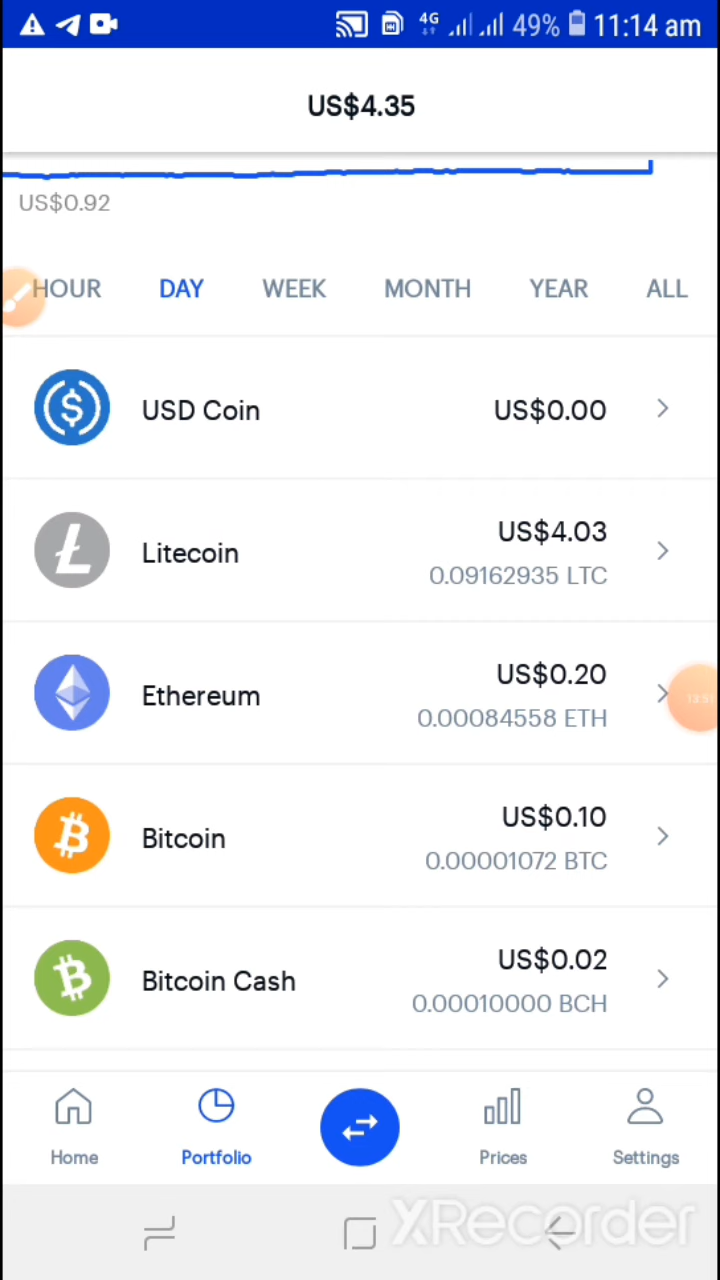 4G 49% 11:14 am
US$4.35
US$0.92
HOUR DAY WEEK MONTH YEAR ALL
USD Coin US$0.00
Litecoin US$4.03
0.09162935 LTC
Ethereum US$0.20
0.00084558 ETH
Bitcoin US$0.10
0.00001072 BTC
Bitcoin Cash US$0.02
0.00010000 BCH
Home Portfolio Prices Settings
XRecorder